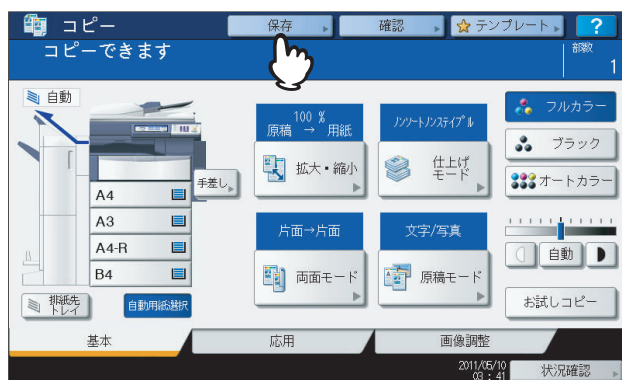 コピー
保存
確認
テンプレート
?
コピーできます
部数
1
自動
100 %
原稿 → 用紙
拡大・縮小
ノンソート/ノンステイプル
仕上げ
モード
フルカラー
ブラック
オートカラー
手差し
A4
A3
A4-R
B4
片面→片面
両面モード
文字/写真
原稿モード
自動
お試しコピー
排紙先
トレイ
自動用紙選択
基本
応用
画像調整
2011/05/10
03 : 41
状況確認